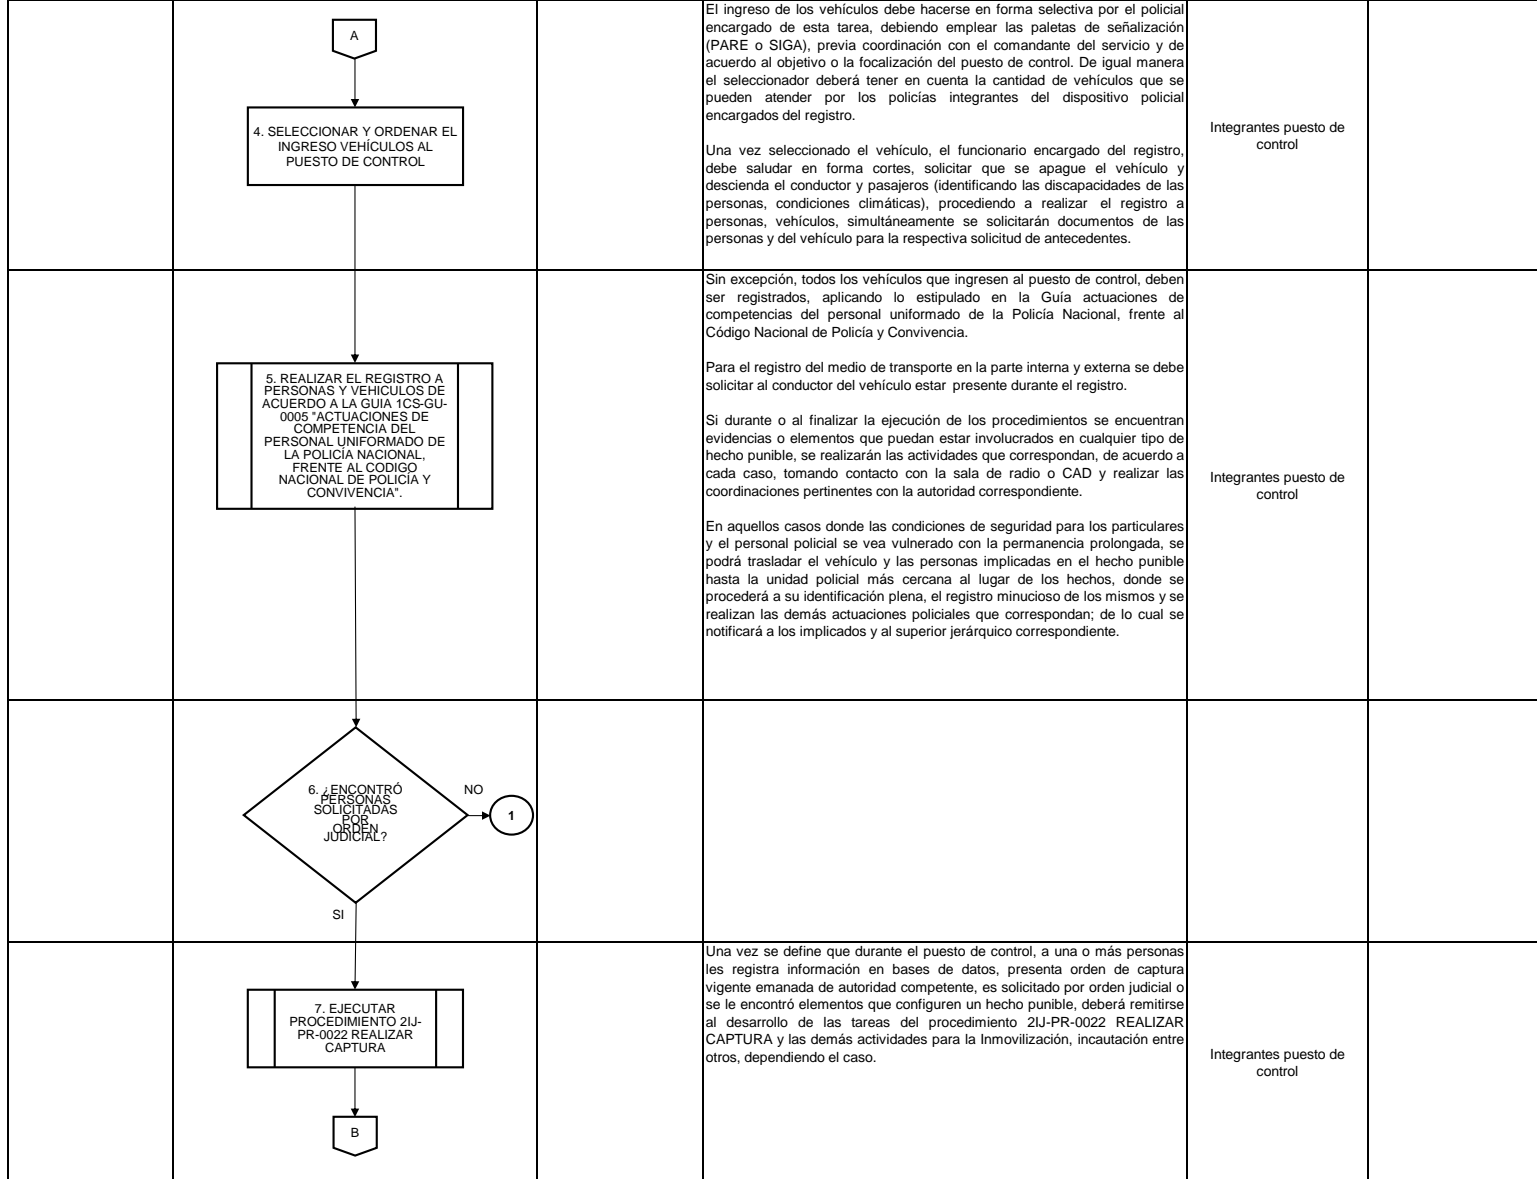 A
4. SELECCIONAR Y ORDENAR EL
INGRESO VEHÍCULOS AL
PUESTO DE CONTROL
El ingreso de los vehículos debe hacerse en forma selectiva por el policial
encargado de esta tarea, debiendo emplear las paletas de señalización
(PARE o SIGA), previa coordinación con el comandante del servicio y de
acuerdo al objetivo o la focalización del puesto de control. De igual manera
el seleccionador deberá tener en cuenta la cantidad de vehículos que se
pueden atender por los policías integrantes del dispositivo policial
encargados del registro.
Una vez seleccionado el vehículo, el funcionario encargado del registro,
debe saludar en forma cortes, solicitar que se apague el vehículo y
descienda el conductor y pasajeros (identificando las discapacidades de las
personas, condiciones climáticas), procediendo a realizar el registro a
personas, vehículos, simultáneamente se solicitarán documentos de las
personas y del vehículo para la respectiva solicitud de antecedentes.
Integrantes puesto de
control
5. REALIZAR EL REGISTRO A
PERSONAS Y VEHICULOS DE
ACUERDO A LA GUIA 1CS-GU-
0005 "ACTUACIONES DE
COMPETENCIA DEL
PERSONAL UNIFORMADO DE
LA POLICÍA NACIONAL,
FRENTE AL CODIGO
NACIONAL DE POLICÍA Y
CONVIVENCIA".
Sin excepción, todos los vehículos que ingresen al puesto de control, deben
ser registrados, aplicando lo estipulado en la Guía actuaciones de
competencias del personal uniformado de la Policía Nacional, frente al
Código Nacional de Policía y Convivencia.
Para el registro del medio de transporte en la parte interna y externa se debe
solicitar al conductor del vehículo estar presente durante el registro.
Si durante o al finalizar la ejecución de los procedimientos se encuentran
evidencias o elementos que puedan estar involucrados en cualquier tipo de
hecho punible, se realizarán las actividades que correspondan, de acuerdo a
cada caso, tomando contacto con la sala de radio o CAD y realizar las
coordinaciones pertinentes con la autoridad correspondiente.
En aquellos casos donde las condiciones de seguridad para los particulares
y el personal policial se vea vulnerado con la permanencia prolongada, se
podrá trasladar el vehículo y las personas implicadas en el hecho punible
hasta la unidad policial más cercana al lugar de los hechos, donde se
procederá a su identificación plena, el registro minucioso de los mismos y se
realizan las demás actuaciones policiales que correspondan; de lo cual se
notificará a los implicados y al superior jerárquico correspondiente.
Integrantes puesto de
control
6. ¿ENCONTRÓ
PERSONAS
SOLICITADAS
POR
ORDEN
JUDICIAL?
NO
1
SI
7. EJECUTAR
PROCEDIMIENTO 2IJ-
PR-0022 REALIZAR
CAPTURA
B
Una vez se define que durante el puesto de control, a una o más personas
les registra información en bases de datos, presenta orden de captura
vigente emanada de autoridad competente, es solicitado por orden judicial o
se le encontró elementos que configuren un hecho punible, deberá remitirse
al desarrollo de las tareas del procedimiento 2IJ-PR-0022 REALIZAR
CAPTURA y las demás actividades para la Inmovilización, incautación entre
otros, dependiendo el caso.
Integrantes puesto de
control